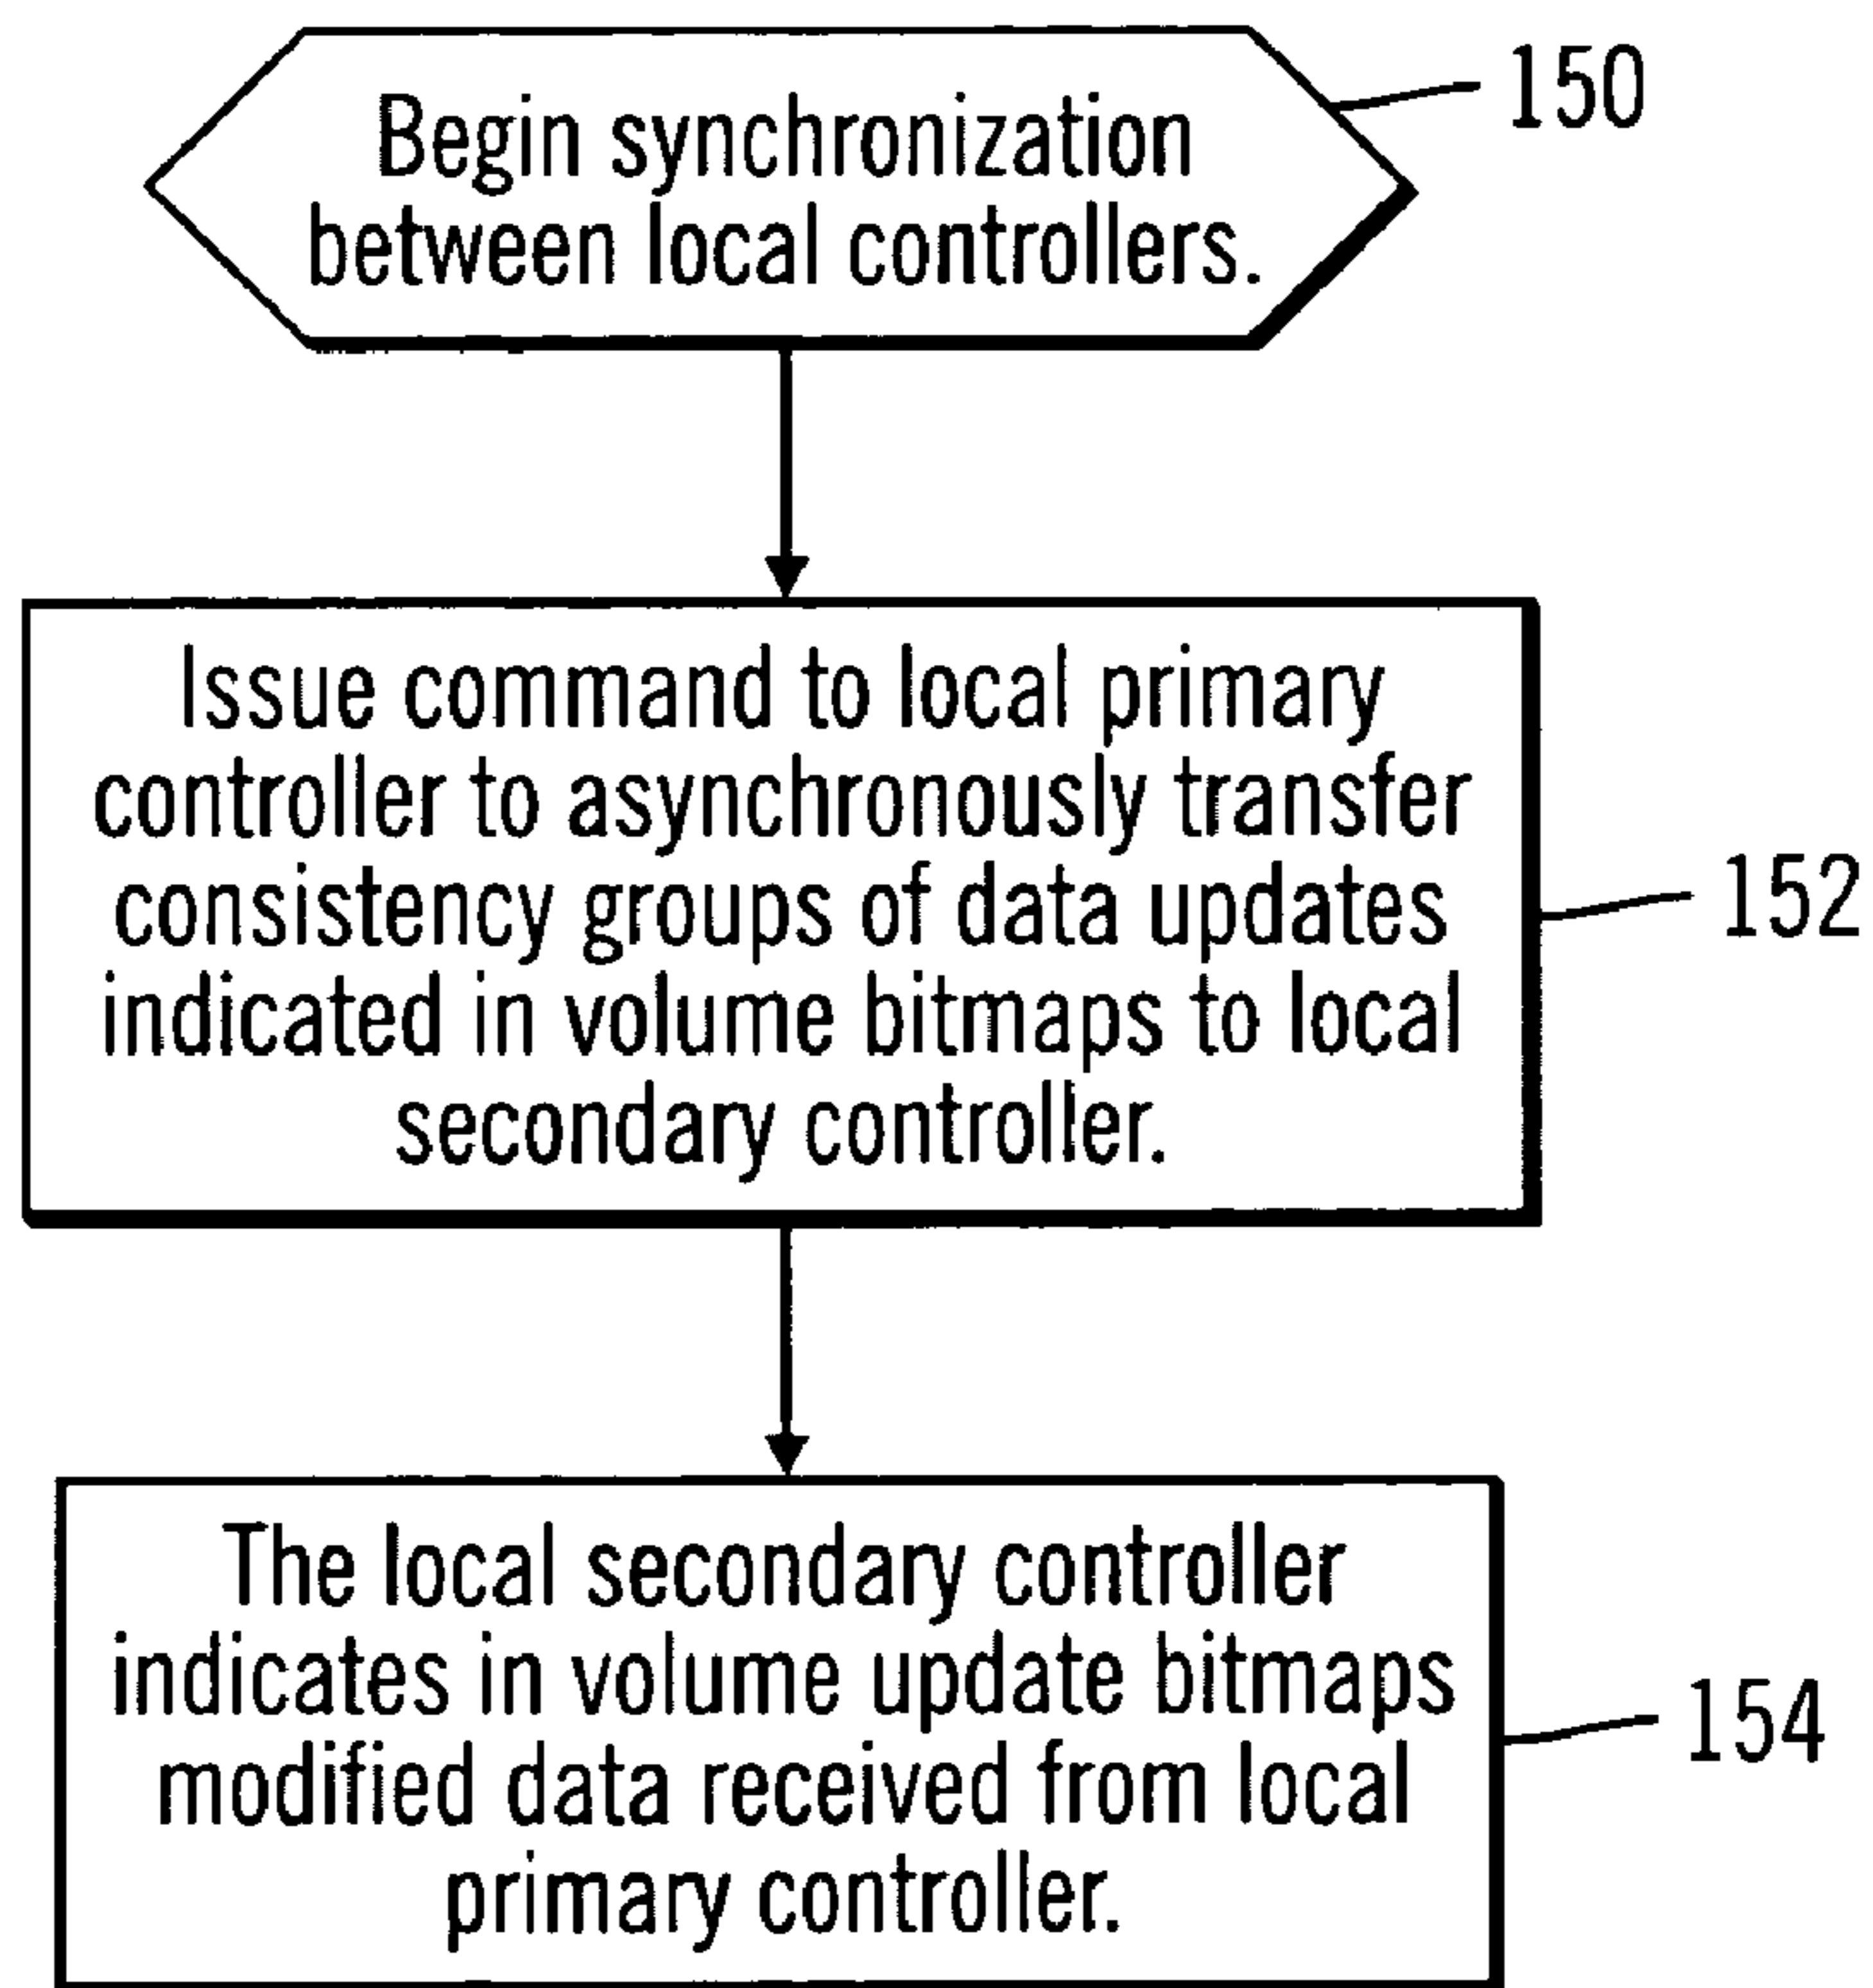 Begin synchronization
between local controllers.
150
Issue command to local primary
controller to asynchronously transfer
consistency groups of data updates
indicated in volume bitmaps to local
secondary controller.
152
The local secondary controller
indicates in volume update bitmaps
modified data received from local
primary controller.
154